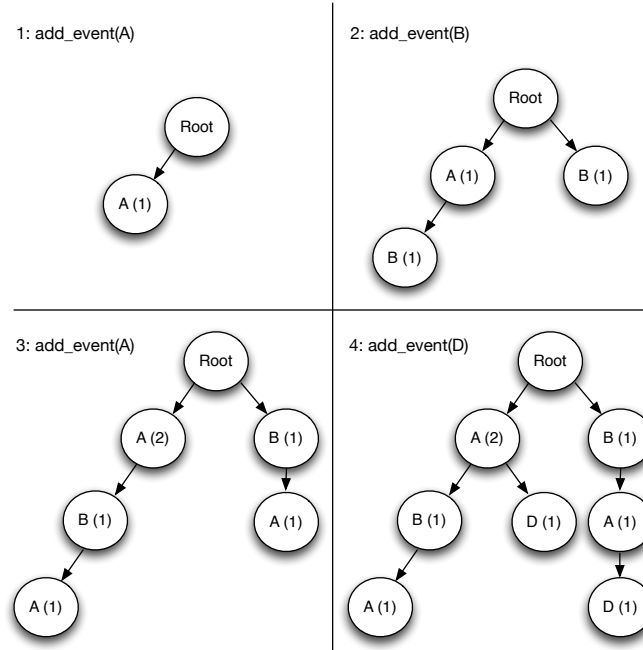 1: add_event(A)
Root
A (1)
2: add_event(B)
Root
A (1)
B (1)
B (1)
3: add_event(A)
Root
A (2)
B (1)
B (1)
A (1)
A (1)
4: add_event(D)
Root
A (2)
B (1)
B (1)
D (1)
A (1)
A (1)
D (1)